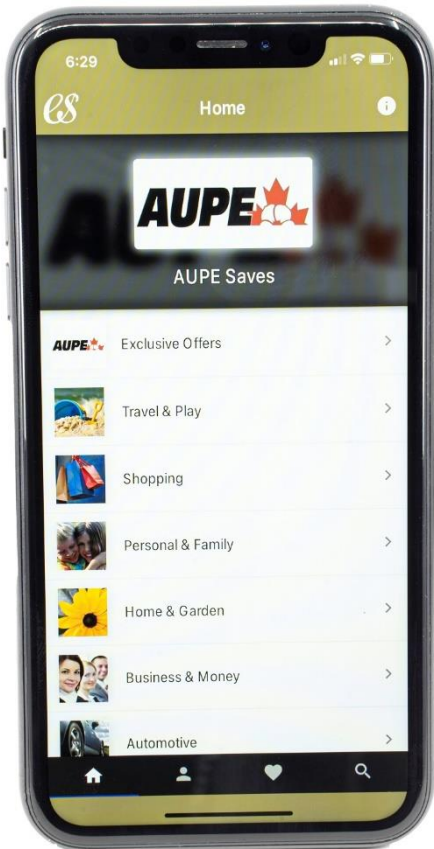 6:29
es
Home
AUPE
AUPE Saves
AUPE
Exclusive Offers
Travel & Play
Shopping
Personal & Family
Home & Garden
Business & Money
Automotive